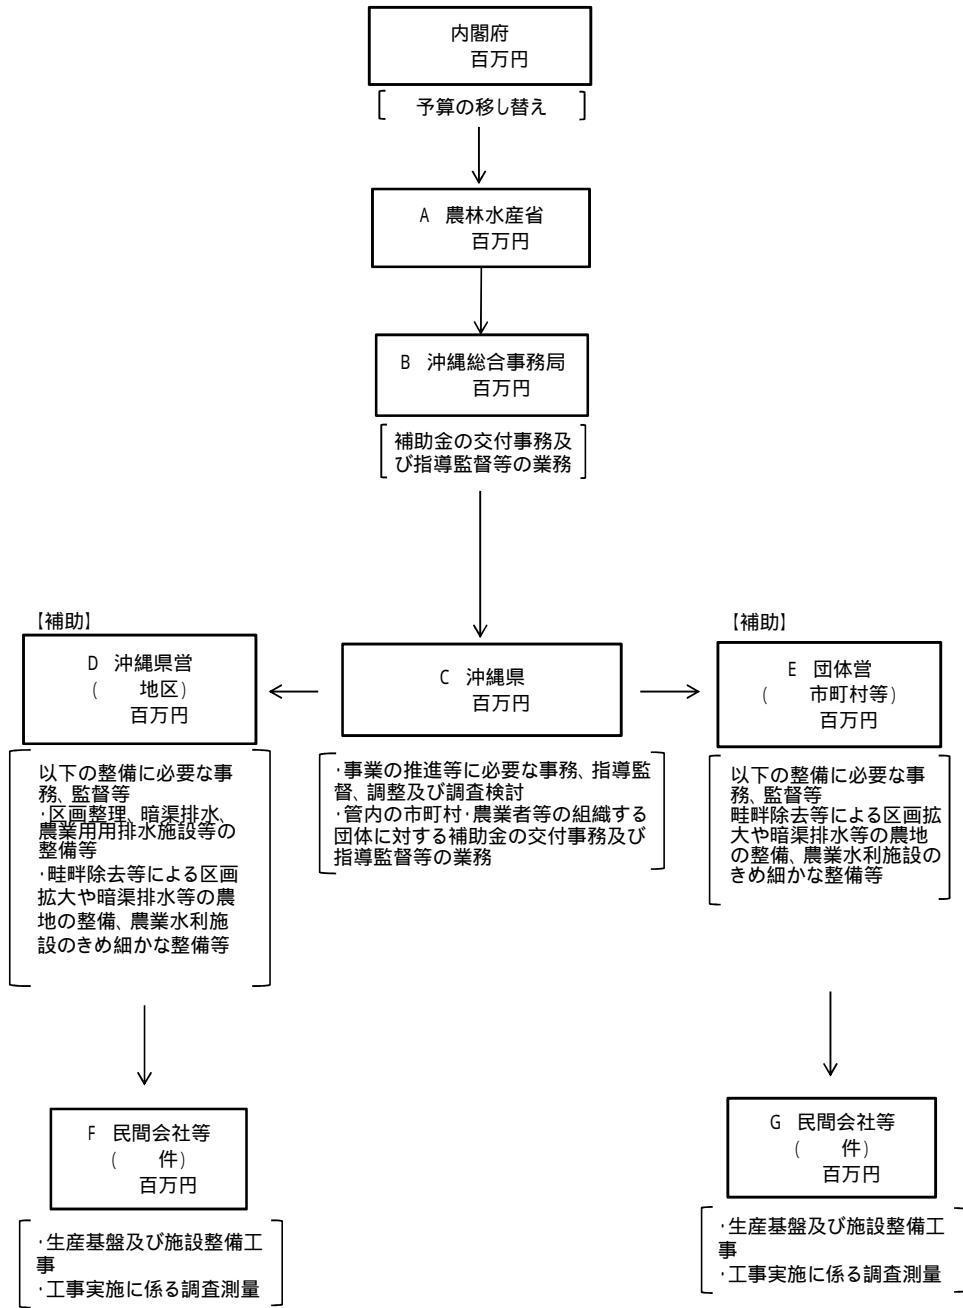 内閣府
百万円
予算の移し替え
A 農林水産省
百万円
B 沖縄総合事務局
百万円
補助金の交付事務及
び指導監督等の業務
【補助】
D 沖縄県営
( 地区)
百万円
以下の整備に必要な事
務、監督等
・区画整理、暗渠排水、
農業用用排水施設等の
整備等
・畦畔除去等による区画
拡大や暗渠排水等の農
地の整備、農業水利施
設のきめ細かな整備等
C 沖縄県
百万円
・事業の推進等に必要な事務、指導監
督、調整及び調査検討
・管内の市町村・農業者等の組織する
団体に対する補助金の交付事務及び
指導監督等の業務
【補助】
E 団体営
( 市町村等)
百万円
以下の整備に必要な事
務、監督等
畦畔除去等による区画拡
大や暗渠排水等の農地
の整備、農業水利施設の
きめ細かな整備等
F 民間会社等
( 件)
百万円
・生産基盤及び施設整備工
事
・工事実施に係る調査測量
G 民間会社等
( 件)
百万円
・生産基盤及び施設整備工
事
・工事実施に係る調査測量